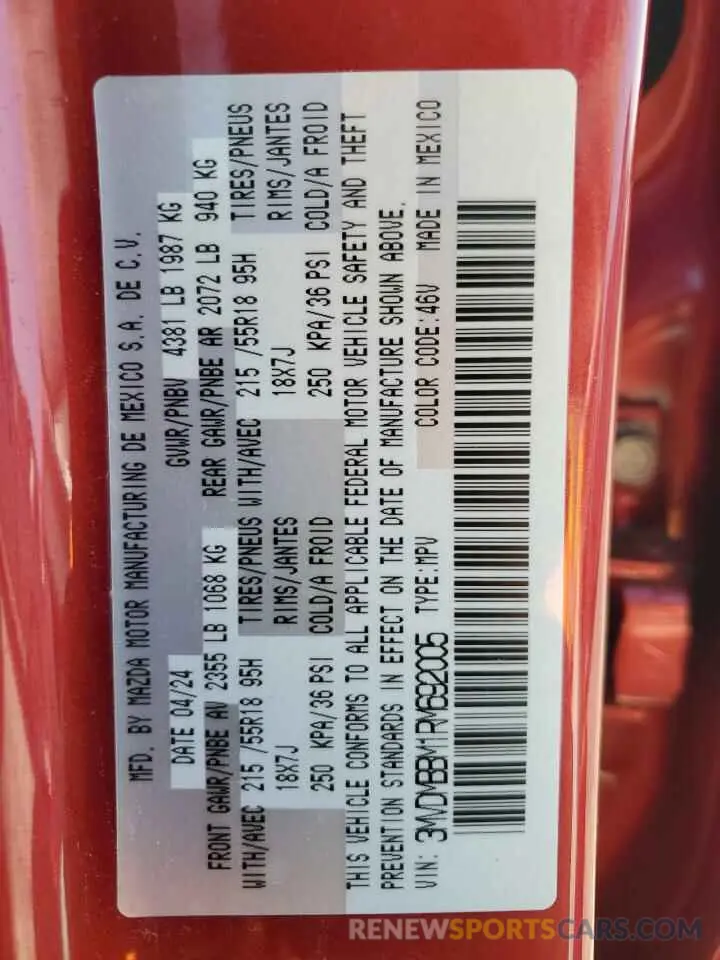 MFD. BY MAZDA MOTOR MANUFACTURING DE MEXICO S.A. DE C.V.
DATE 04/24 GVWR/PNBV 4381 LB 1987 KG
FRONT GAWR/PNBE AV 2355 LB 1068 KG REAR GAWR/PNBE AR 2072 LB 940 KG
WITH/AVEC 215 /55R18 95H TIRES/PNEUS WITH/AVEC 215 /55R18 95H TIRES/PNEUS
18X7J RIMS/JANTES 18X7J RIMS/JANTES
250 KPA/36 PSI COLD/A FROID 250 KPA/36 PSI COLD/A FROID
THIS VEHICLE CONFORMS TO ALL APPLICABLE FEDERAL MOTOR VEHICLE SAFETY AND THEFT
PREVENTION STANDARDS IN EFFECT ON THE DATE OF MANUFACTURE SHOWN ABOVE.
VIN: 3MVDMBBM1RM692005 TYPE:MPV COLOR CODE:46V MADE IN MEXICO
RENEWSPORTSCARS.COM